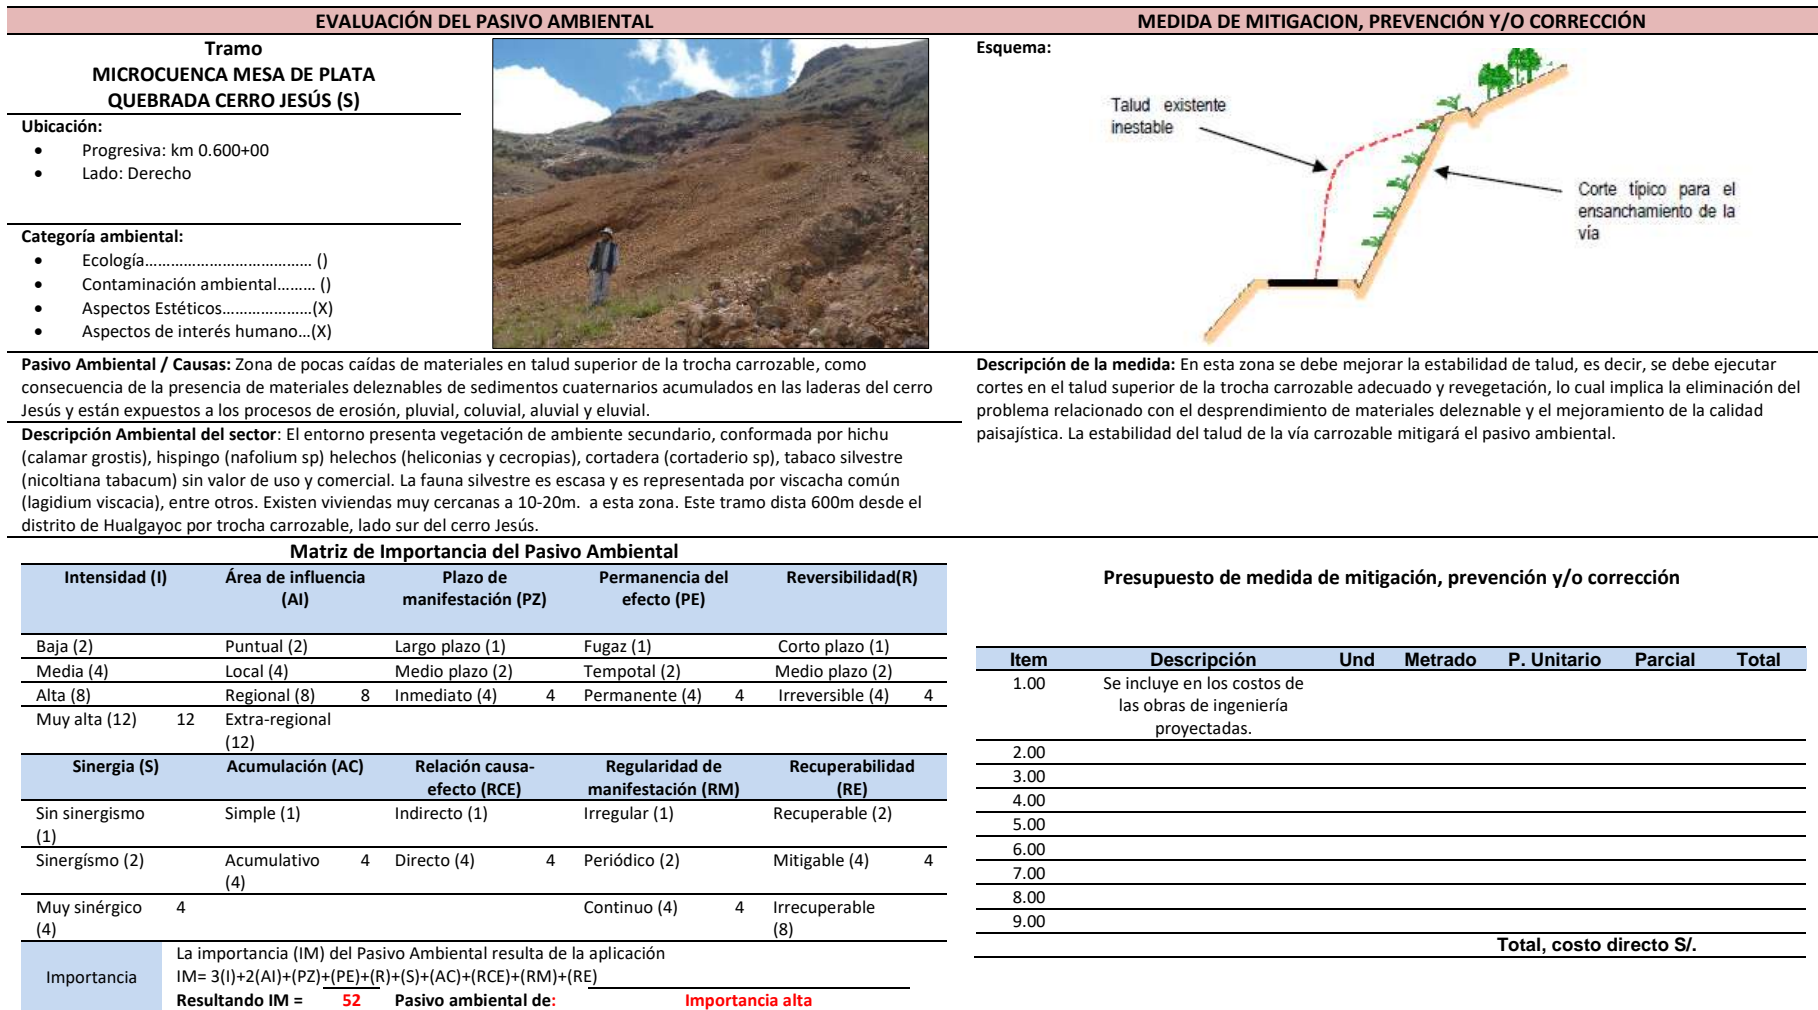 EVALUACIÓN DEL PASIVO AMBIENTAL
MEDIDA DE MITIGACION, PREVENCIÓN Y/O CORRECCIÓN
Tramo
MICROCUENCA MESA DE PLATA
QUEBRADA CERRO JESÚS (S)
Ubicación:
• Progresiva: km 0.600+00
• Lado: Derecho
Categoría ambiental:
• Ecología………………………………… ()
• Contaminación ambiental……… ()
• Aspectos Estéticos…………………(X)
• Aspectos de interés humano…(X)
Esquema:
Talud existente
inestable
Corte típico para el
ensanchamiento de la
vía
Pasivo Ambiental / Causas: Zona de pocas caídas de materiales en talud superior de la trocha carrozable, como
consecuencia de la presencia de materiales deleznables de sedimentos cuaternarios acumulados en las laderas del cerro
Jesús y están expuestos a los procesos de erosión, pluvial, coluvial, aluvial y eluvial.
Descripción Ambiental del sector: El entorno presenta vegetación de ambiente secundario, conformada por hichu
(calamar grostis), hispingo (nafolium sp) helechos (heliconias y cecropias), cortadera (cortaderio sp), tabaco silvestre
(nicoltiana tabacum) sin valor de uso y comercial. La fauna silvestre es escasa y es representada por viscacha común
(lagidium viscacia), entre otros. Existen viviendas muy cercanas a 10-20m. a esta zona. Este tramo dista 600m desde el
distrito de Hualgayoc por trocha carrozable, lado sur del cerro Jesús.
Descripción de la medida: En esta zona se debe mejorar la estabilidad de talud, es decir, se debe ejecutar
cortes en el talud superior de la trocha carrozable adecuado y revegetación, lo cual implica la eliminación del
problema relacionado con el desprendimiento de materiales deleznable y el mejoramiento de la calidad
paisajística. La estabilidad del talud de la vía carrozable mitigará el pasivo ambiental.
Matriz de Importancia del Pasivo Ambiental
Intensidad (I) Área de influencia Plazo de Permanencia del Reversibilidad(R)
(AI) manifestación (PZ) efecto (PE)
Baja (2) Puntual (2) Largo plazo (1) Fugaz (1) Corto plazo (1)
Media (4) Local (4) Medio plazo (2) Tempotal (2) Medio plazo (2)
Alta (8) Regional (8) 8 Inmediato (4) 4 Permanente (4) 4 Irreversible (4) 4
Muy alta (12) 12 Extra-regional
(12)
Sinergia (S) Acumulación (AC) Relación causa- Regularidad de Recuperabilidad
efecto (RCE) manifestación (RM) (RE)
Sin sinergismo Simple (1) Indirecto (1) Irregular (1) Recuperable (2)
(1)
Sinergísmo (2) Acumulativo 4 Directo (4) 4 Periódico (2) Mitigable (4) 4
(4)
Muy sinérgico 4 Continuo (4) 4 Irrecuperable
(4) (8)
Importancia
La importancia (IM) del Pasivo Ambiental resulta de la aplicación
IM= 3(I)+2(AI)+(PZ)+(PE)+(R)+(S)+(AC)+(RCE)+(RM)+(RE)
Resultando IM = 52 Pasivo ambiental de: Importancia alta
Presupuesto de medida de mitigación, prevención y/o corrección
Item Descripción Und Metrado P. Unitario Parcial Total
1.00 Se incluye en los costos de
las obras de ingeniería
proyectadas.
2.00
3.00
4.00
5.00
6.00
7.00
8.00
9.00
Total, costo directo S/.